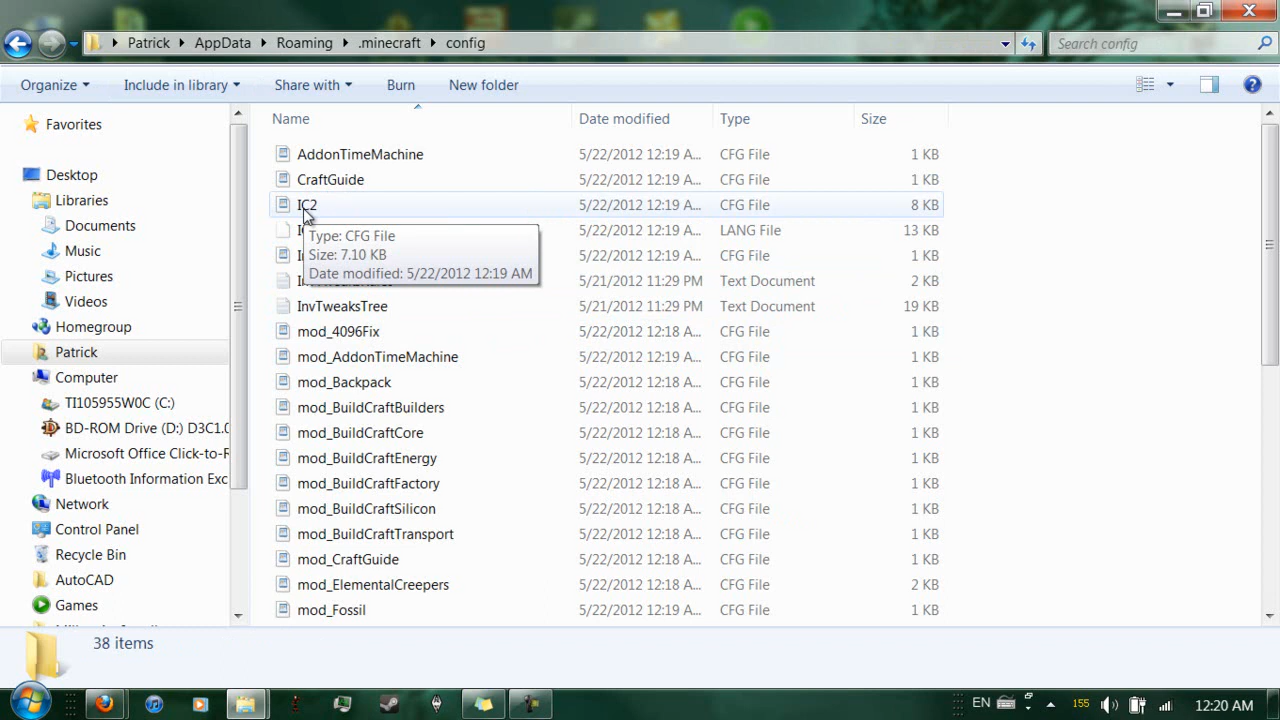 Patrick ▸ AppData ▸ Roaming ▸ .minecraft ▸ config
Search config
Organize
Include in library
Share with
Burn
New folder
Name
Date modified
Type
Size
Favorites
Desktop
Libraries
Documents
Music
Pictures
Videos
Homegroup
Patrick
Computer
TI105955W0C (C:)
BD-ROM Drive (D:) D3C1.0
Microsoft Office Click-to-R
Bluetooth Information Exc
Network
Control Panel
Recycle Bin
AutoCAD
Games
AddonTimeMachine 5/22/2012 12:19 A... CFG File 1 KB
CraftGuide 5/22/2012 12:19 A... CFG File 1 KB
IC2 5/22/2012 12:19 A... CFG File 8 KB
5/22/2012 12:19 A... LANG File 13 KB
5/22/2012 12:19 A... CFG File 1 KB
5/21/2012 11:29 PM Text Document 2 KB
InvTweaksTree 5/21/2012 11:29 PM Text Document 19 KB
mod_4096Fix 5/22/2012 12:18 A... CFG File 1 KB
mod_AddonTimeMachine 5/22/2012 12:19 A... CFG File 1 KB
mod_Backpack 5/22/2012 12:18 A... CFG File 1 KB
mod_BuildCraftBuilders 5/22/2012 12:18 A... CFG File 1 KB
mod_BuildCraftCore 5/22/2012 12:18 A... CFG File 1 KB
mod_BuildCraftEnergy 5/22/2012 12:18 A... CFG File 1 KB
mod_BuildCraftFactory 5/22/2012 12:18 A... CFG File 1 KB
mod_BuildCraftSilicon 5/22/2012 12:18 A... CFG File 1 KB
mod_BuildCraftTransport 5/22/2012 12:18 A... CFG File 1 KB
mod_CraftGuide 5/22/2012 12:18 A... CFG File 1 KB
mod_ElementalCreepers 5/22/2012 12:18 A... CFG File 2 KB
mod_Fossil 5/22/2012 12:19 A... CFG File 1 KB
Type: CFG File
Size: 7.10 KB
Date modified: 5/22/2012 12:19 AM
38 items
EN
155
12:20 AM